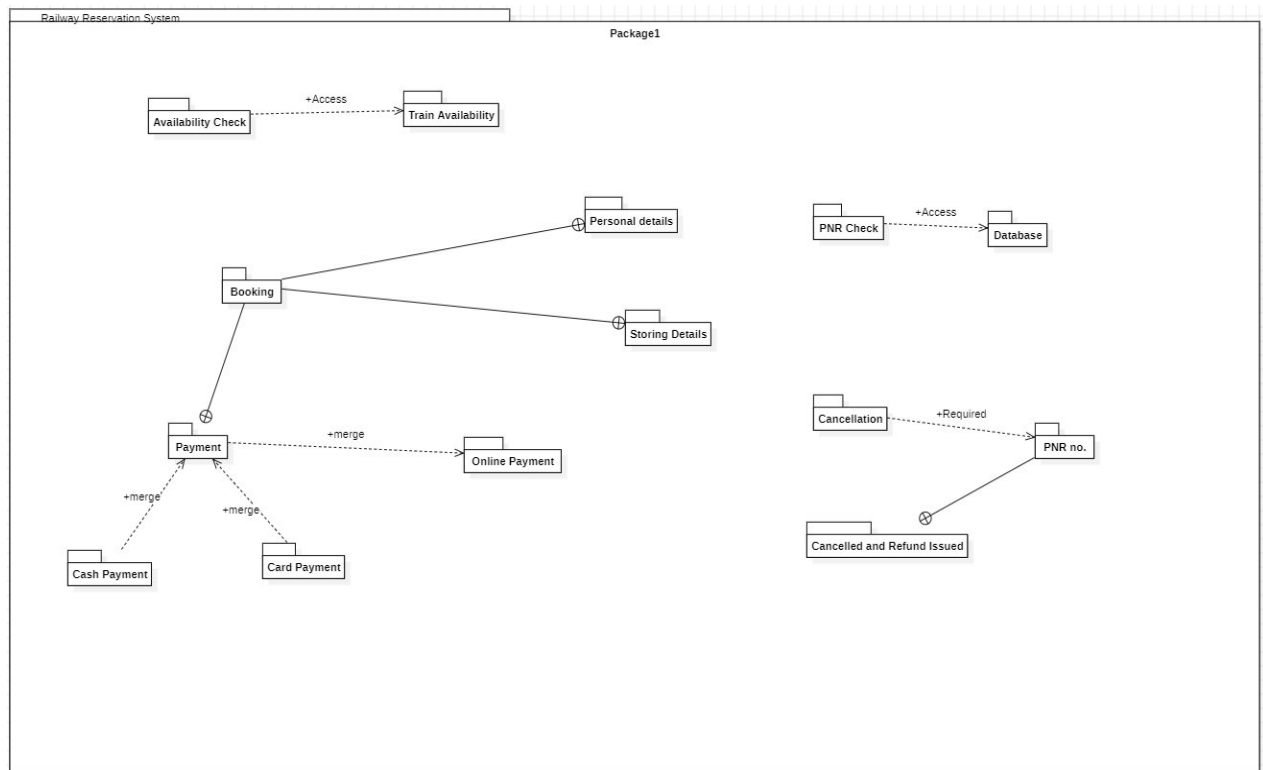 Railway Reservation System
Package1
+Access
Availability Check
Train Availability
Personal details
+Access
PNR Check
Database
Booking
Storing Details
Cancellation
+Required
PNR no.
+merge
Payment
Online Payment
+merge
+merge
Cancelled and Refund Issued
Cash Payment
Card Payment